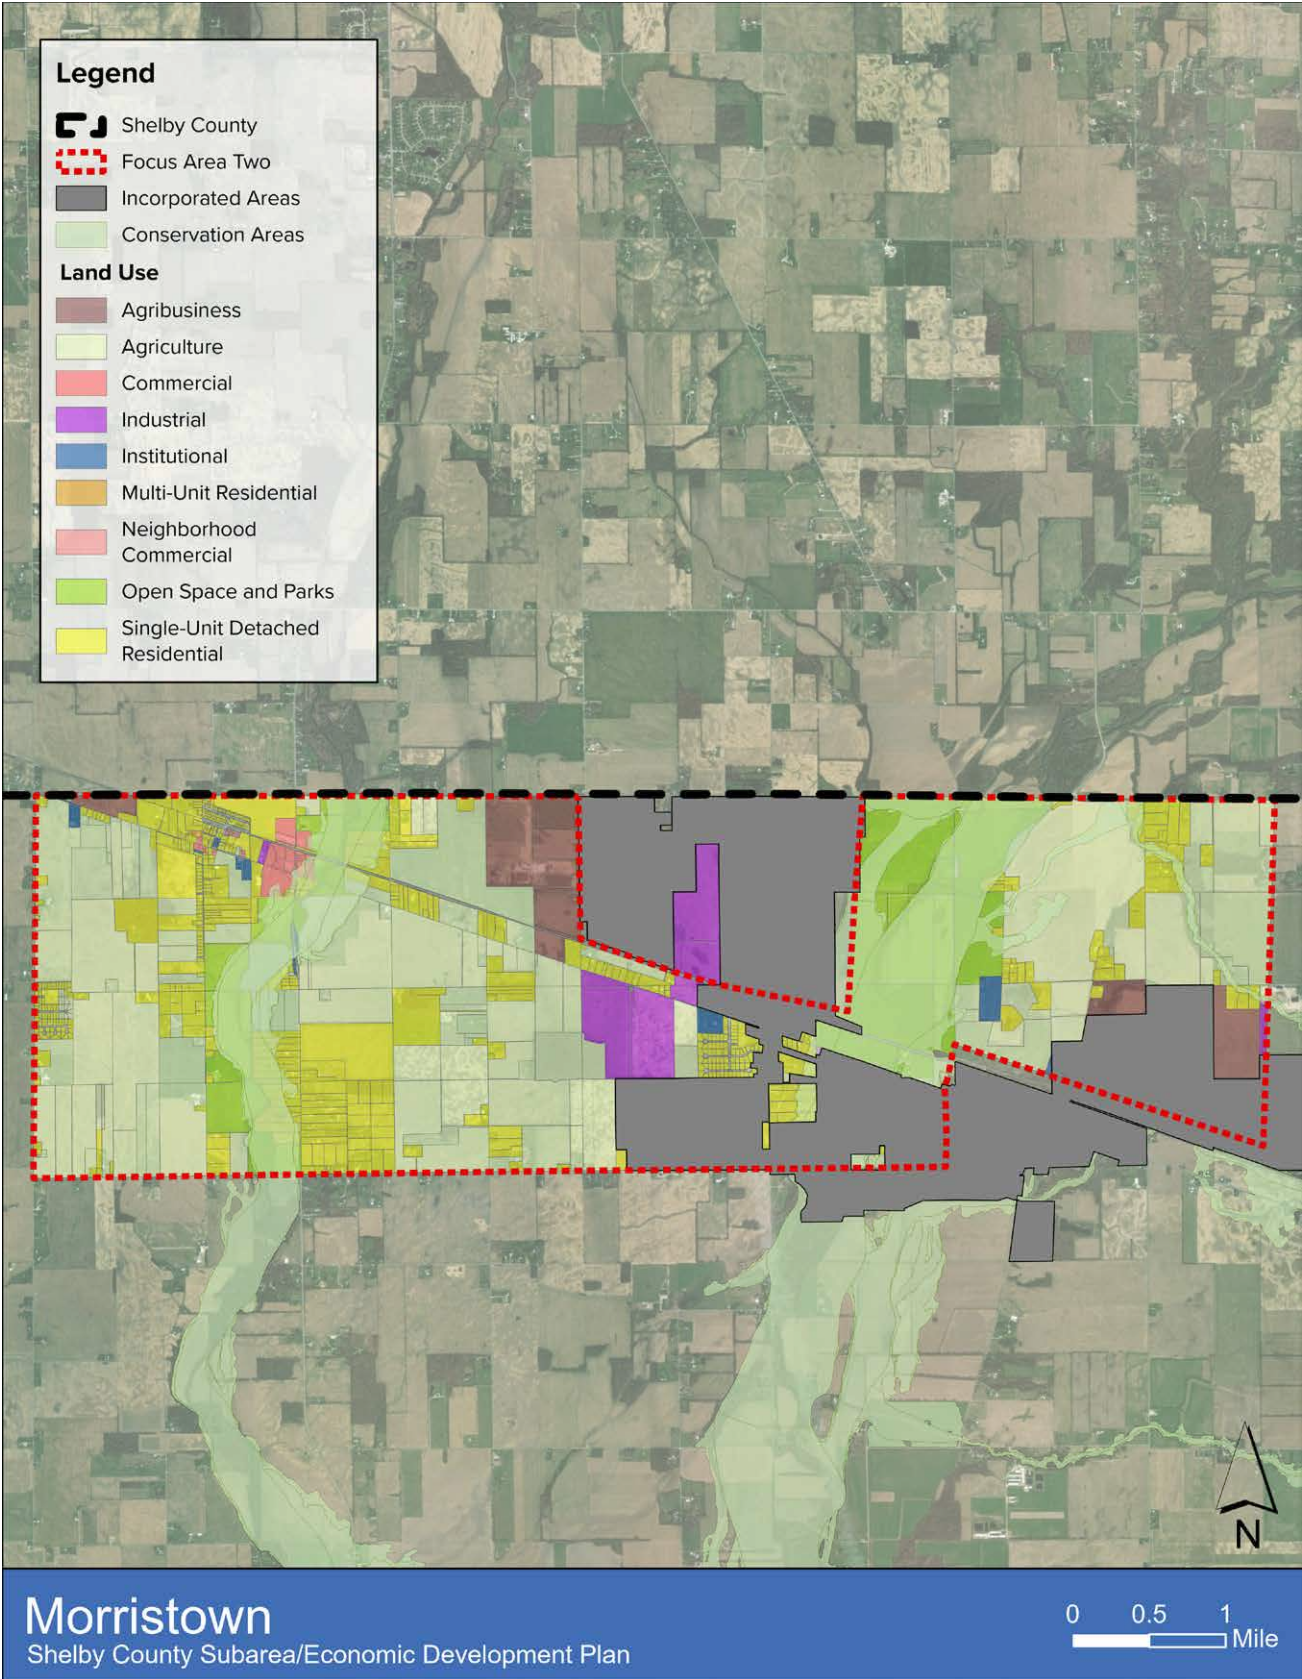 Legend
Shelby County
Focus Area Two
Incorporated Areas
Conservation Areas
Land Use
Agribusiness
Agriculture
Commercial
Industrial
Institutional
Multi-Unit Residential
Neighborhood
Commercial
Open Space and Parks
Single-Unit Detached
Residential
N
Morristown
Shelby County Subarea/Economic Development Plan
0 0.5 1
Mile